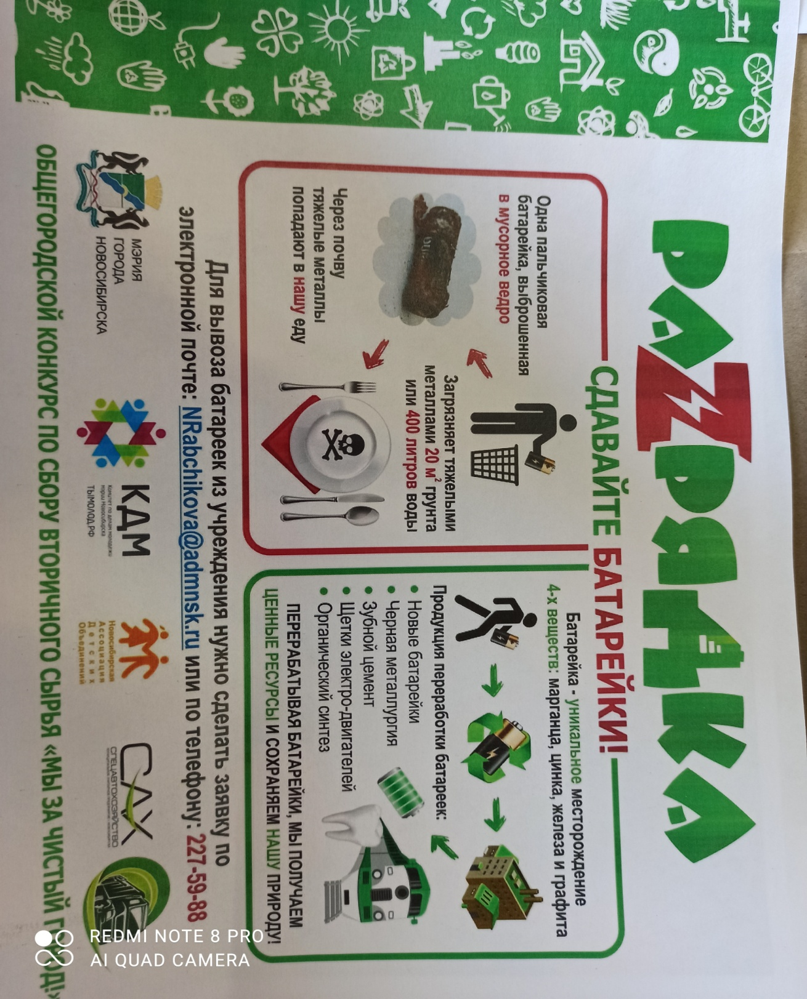 РАZРЯДКА
СДАВАЙТЕ БАТАРЕЙКИ!
Одна пальчиковая
батарейка, выброшенная
в мусорное ведро
Загрязняет тяжелыми
металлами 20 м² грунта
или 400 литров воды
Через почву
тяжелые металлы
попадают в нашу еду
Батарейка - уникальное месторождение
4-х веществ: марганца, цинка, железа и графита
Продукция переработки батареек:
• Новые батарейки
• Черная металлургия
• Зубной цемент
• Щетки электро-двигателей
• Органический синтез
ПЕРЕРАБАТЫВАЯ БАТАРЕЙКИ, МЫ ПОЛУЧАЕМ
ЦЕННЫЕ РЕСУРСЫ И СОХРАНЯЕМ НАШУ ПРИРОДУ!
Для вывоза батареек из учреждения нужно сделать заявку по
электронной почте: NRabchikova@admnsk.ru или по телефону: 227-59-88
МЭРИЯ
ГОРОДА
НОВОСИБИРСКА
КДМ
Комитет по делам молодежи
мэрии Новосибирска
ТЫМОЛОД.РФ
Новосибирская
Ассоциация
Детских
Объединений
САХ
СПЕЦАВТОХОЗЯЙСТВО
ОБЩЕГОРОДСКОЙ КОНКУРС ПО СБОРУ ВТОРИЧНОГО СЫРЬЯ «МЫ ЗА ЧИСТЫЙ ГОРОД!»
REDMI NOTE 8 PRO
AI QUAD CAMERA